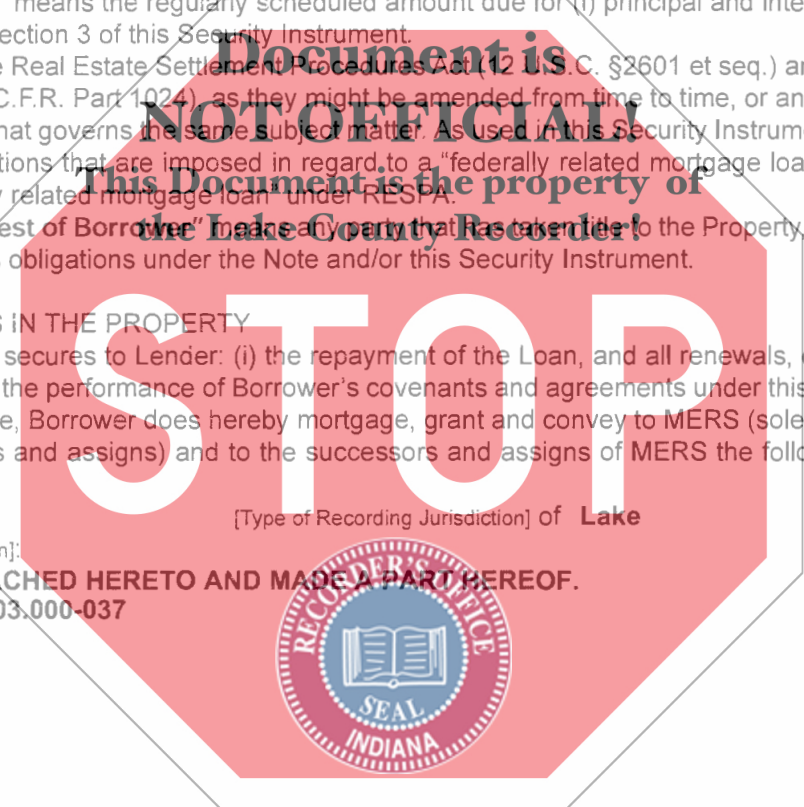 means the regularly scheduled amount due for (i) principal and inte
ection 3 of this Security Instrument.
Document is
e Real Estate Settlement Procedures Act (12 U.S.C. §2601 et seq.) an
C.F.R. Part 1024), as they might be amended from time to time, or an
NOT OFFICIAL!
hat governs the same subject matter. As used in this Security Instrum
tions that are imposed in regard to a “federally related mortgage loa
This Document is the property of
y related mortgage loan” under RESPA.
est of Borrower” means any party that has taken title to the Property,
the Lake County Recorder!
obligations under the Note and/or this Security Instrument.
S IN THE PROPERTY
secures to Lender: (i) the repayment of the Loan, and all renewals, e
the performance of Borrower’s covenants and agreements under this
e, Borrower does hereby mortgage, grant and convey to MERS (sole
s and assigns) and to the successors and assigns of MERS the follo
STOP
[Type of Recording Jurisdiction] of Lake
n]:
ACHED HERETO AND MADE A PART HEREOF.
03.000-037
RECORDER'S OFFICE
SEAL
INDIANA